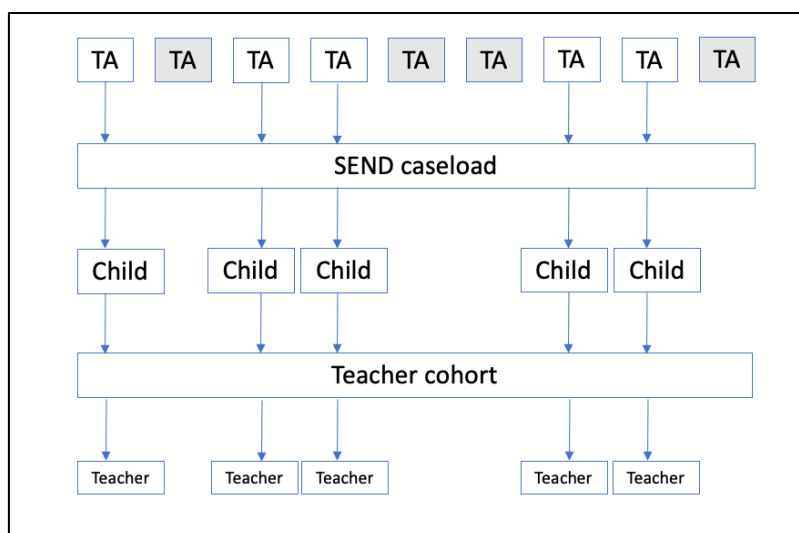 TA TA TA TA TA TA TA TA TA
SEND caseload
Child Child Child Child Child
Teacher cohort
Teacher Teacher Teacher Teacher Teacher